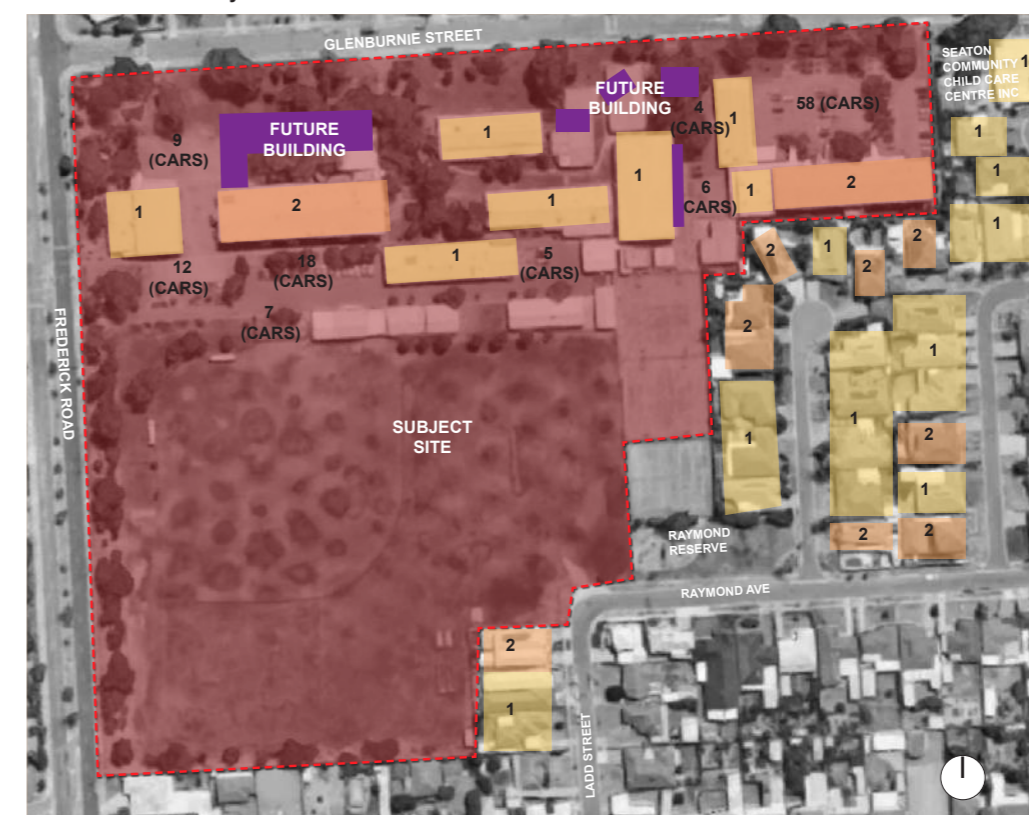 GLENBURNIE STREET
SEATON
COMMUNITY
CHILD CARE
CENTRE INC
1
FUTURE
BUILDING
4
(CARS)
58 (CARS)
1
9
(CARS)
FUTURE
BUILDING
1
1
1
1
1
2
6
(CARS)
1
2
1
1
1
2
1
2
2
12
(CARS)
18
(CARS)
1
5
(CARS)
7
(CARS)
FREDERICK ROAD
2
1
SUBJECT
SITE
1
1
2
1
2
2
RAYMOND
RESERVE
RAYMOND AVE
2
1
LADD STREET